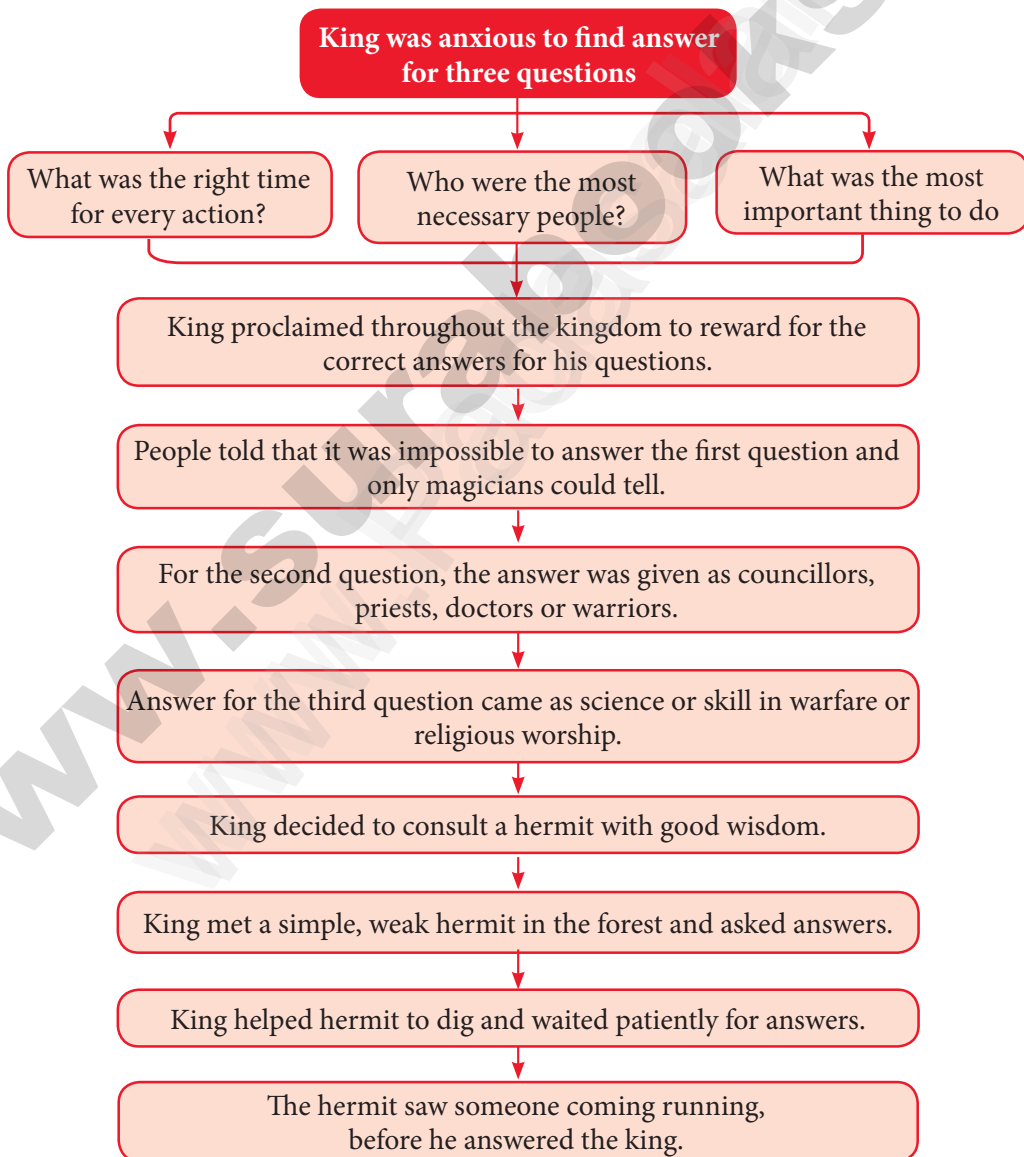 King was anxious to find answer
for three questions
What was the right time
for every action?
Who were the most
necessary people?
What was the most
important thing to do
King proclaimed throughout the kingdom to reward for the
correct answers for his questions.
People told that it was impossible to answer the first question and
only magicians could tell.
For the second question, the answer was given as councillors,
priests, doctors or warriors.
Answer for the third question came as science or skill in warfare or
religious worship.
King decided to consult a hermit with good wisdom.
King met a simple, weak hermit in the forest and asked answers.
King helped hermit to dig and waited patiently for answers.
The hermit saw someone coming running,
before he answered the king.